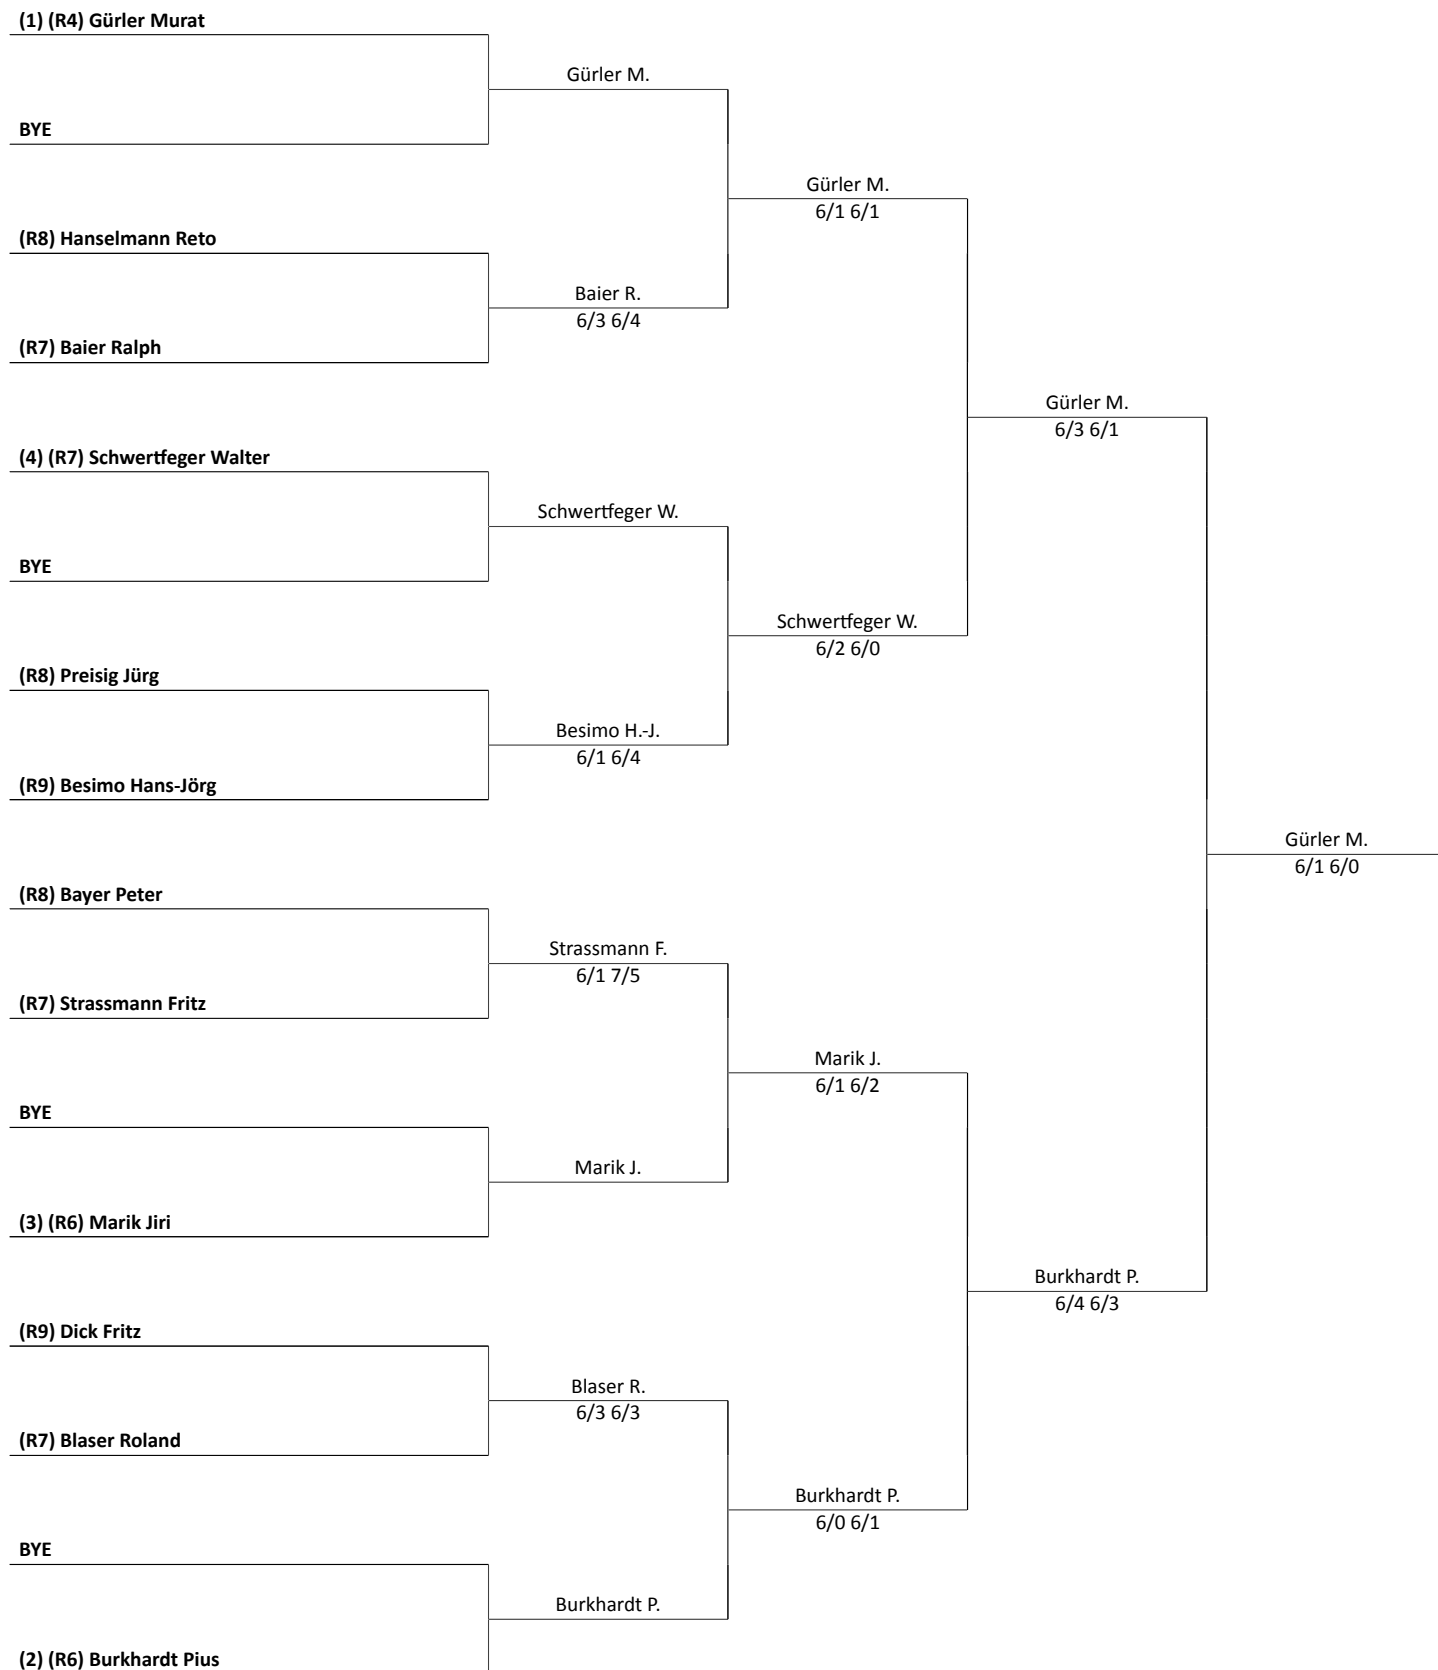 (1) (R4) Gürler Murat
Gürler M.
BYE
Gürler M.
6/1 6/1
(R8) Hanselmann Reto
Baier R.
6/3 6/4
(R7) Baier Ralph
Gürler M.
6/3 6/1
(4) (R7) Schwertfeger Walter
Schwertfeger W.
BYE
Schwertfeger W.
6/2 6/0
(R8) Preisig Jürg
Besimo H.-J.
6/1 6/4
(R9) Besimo Hans-Jörg
Gürler M.
6/1 6/0
(R8) Bayer Peter
Strassmann F.
6/1 7/5
(R7) Strassmann Fritz
Marik J.
6/1 6/2
BYE
Marik J.
(3) (R6) Marik Jiri
Burkhardt P.
6/4 6/3
(R9) Dick Fritz
Blaser R.
6/3 6/3
(R7) Blaser Roland
Burkhardt P.
6/0 6/1
BYE
Burkhardt P.
(2) (R6) Burkhardt Pius